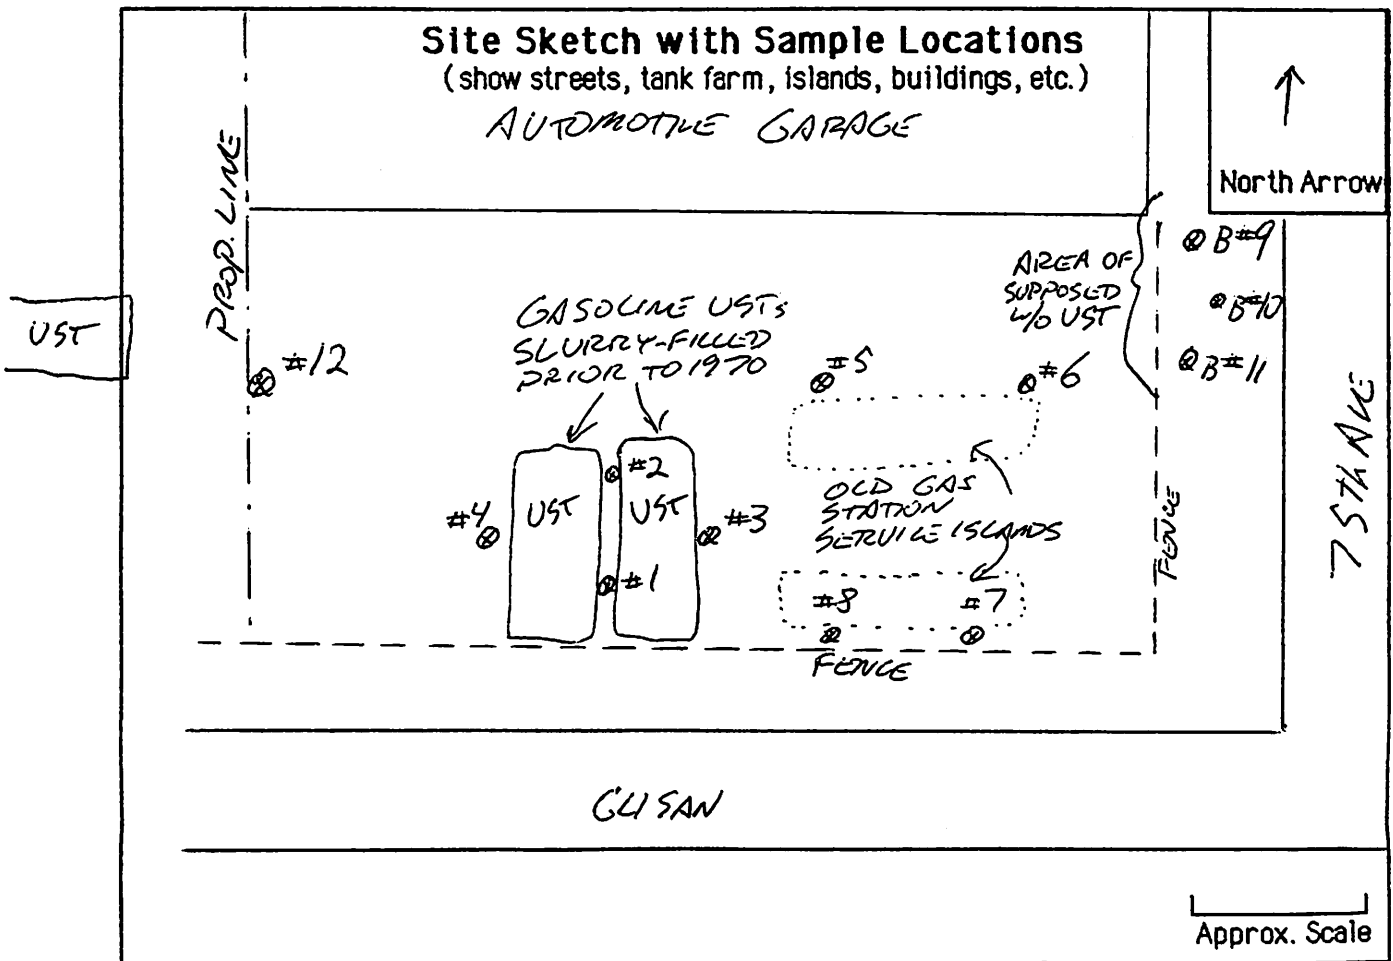 Site Sketch with Sample Locations
(show streets, tank farm, islands, buildings, etc.)
AUTOMOTIVE GARAGE
North Arrow
PROP. LINE
UST
#12
GASOLINE USTs
SLURRY-FILLED
PRIOR TO 1970
AREA OF
SUPPOSED
W/O UST
B#9
B#10
B#11
#5
#6
#4
UST
#2
UST
#3
#1
OLD GAS
STATION
SERVICE ISLANDS
#8
#7
FENCE
FENCE
75th AVE
GLISAN
Approx. Scale